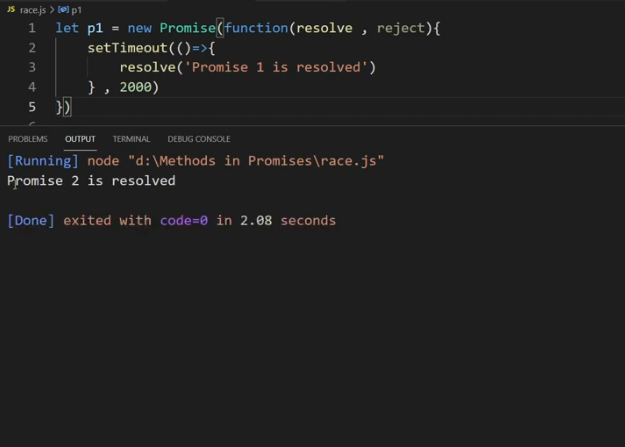 JS race.js > p1
1 let p1 = new Promise(function(resolve , reject){
2 setTimeout(()=>{
3 resolve('Promise 1 is resolved')
4 } , 2000)
5 })
PROBLEMS OUTPUT TERMINAL DEBUG CONSOLE
[Running] node "d:\Methods in Promises\race.js"
Promise 2 is resolved
[Done] exited with code=0 in 2.08 seconds